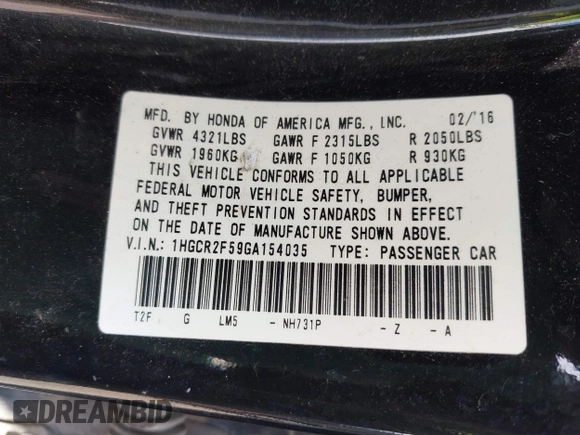 MFD. BY HONDA OF AMERICA MFG., INC. 02/'16
GVWR 4321LBS GAWR F 2315LBS R 2050LBS
GVWR 1960KG GAWR F 1050KG R 930KG
THIS VEHICLE CONFORMS TO ALL APPLICABLE
FEDERAL MOTOR VEHICLE SAFETY, BUMPER,
AND THEFT PREVENTION STANDARDS IN EFFECT
ON THE DATE OF MANUFACTURE SHOWN ABOVE.
V.I.N.: 1HGCR2F59GA154035 TYPE: PASSENGER CAR
T2F G LM5 - NH731P - Z - A
DREAMBID